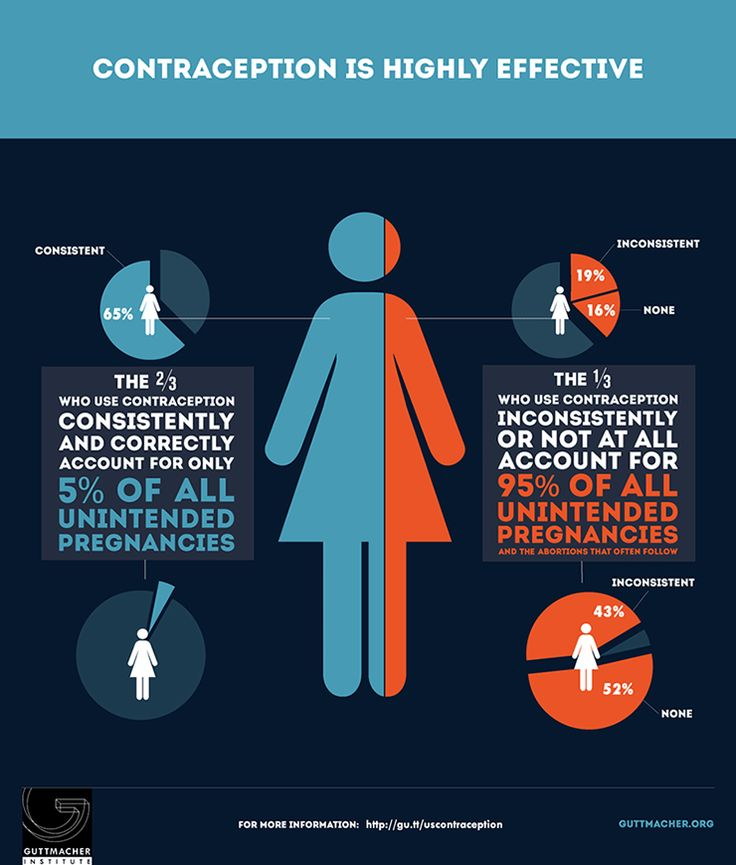 CONTRACEPTION IS HIGHLY EFFECTIVE
CONSISTENT
65%
THE 2/3
WHO USE CONTRACEPTION
CONSISTENTLY
AND CORRECTLY
ACCOUNT FOR ONLY
5% OF ALL
UNINTENDED
PREGNANCIES
INCONSISTENT
19%
16%
NONE
THE 1/3
WHO USE CONTRACEPTION
INCONSISTENTLY
OR NOT AT ALL
ACCOUNT FOR
95% OF ALL
UNINTENDED
PREGNANCIES
AND THE ABORTIONS THAT OFTEN FOLLOW
INCONSISTENT
43%
52%
NONE
GUTTMACHER
INSTITUTE
FOR MORE INFORMATION: http://gu.tt/uscontraception
GUTTMACHER.ORG